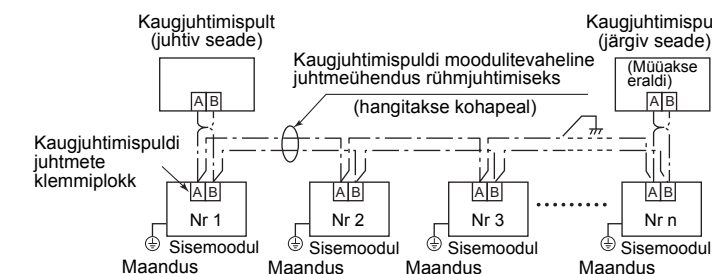 Kaugjuhtimispult
(juhtiv seade)
Kaugjuhtimispu
(järgiv seade)
Kaugjuhtimispuldi moodulitevaheline
juhtmeühendus rühmjuhtimiseks
(hangitakse kohapeal)
(Müüakse
eraldi)
A B
A B
Kaugjuhtimispuldi
juhtmete
klemmiplokk
A B
A B
A B
A B
Nr 1
Nr 2
Nr 3
Nr n
Sisemoodul
Sisemoodul
Sisemoodul
Sisemoodul
Maandus
Maandus
Maandus
Maandus